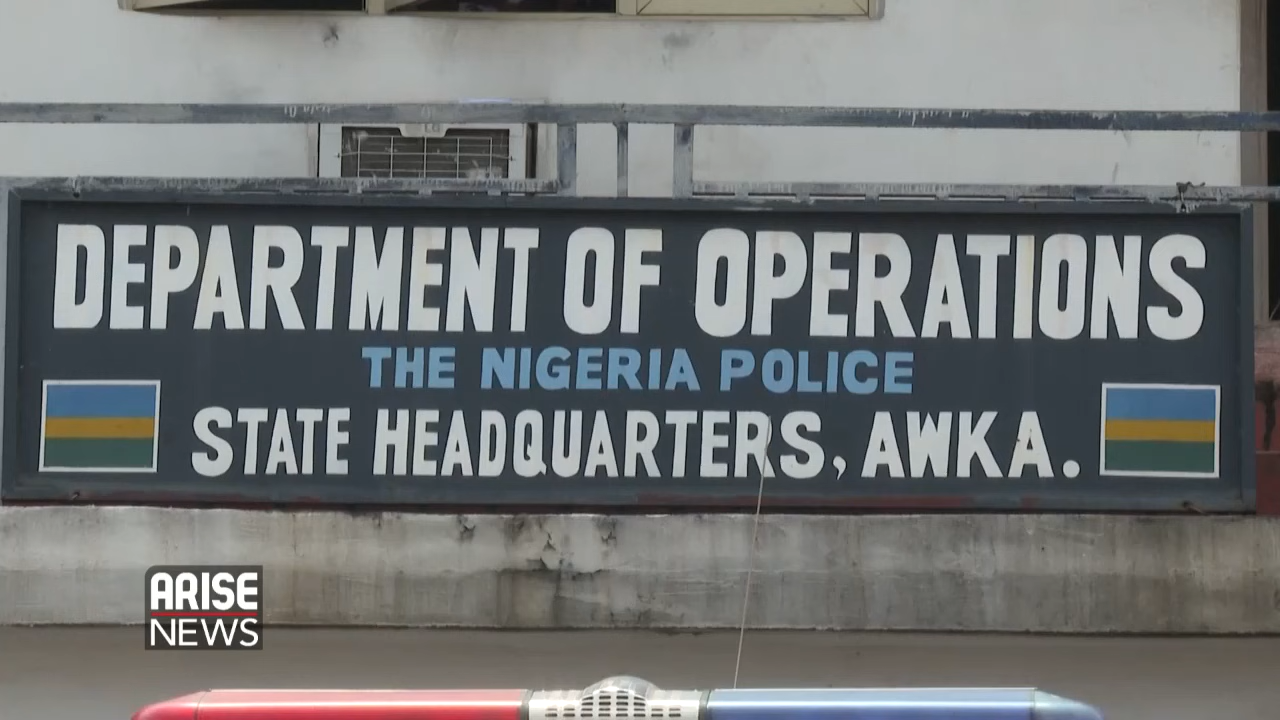 DEPARTMENT OF OPERATIONS
THE NIGERIA POLICE
STATE HEADQUARTERS, AWKA.
ARISE
NEWS